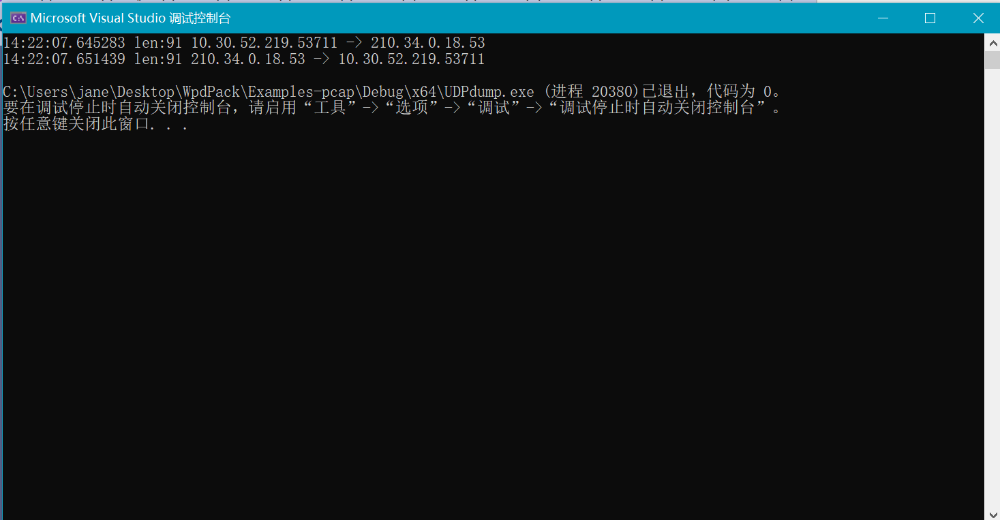 Microsoft Visual Studio 调试控制台
14:22:07.645283 len:91 10.30.52.219.53711 -> 210.34.0.18.53
14:22:07.651439 len:91 210.34.0.18.53 -> 10.30.52.219.53711
C:\Users\jane\Desktop\WpdPack\Examples-pcap\Debug\x64\UDPdump.exe (进程 20380)已退出，代码为 0。
要在调试停止时自动关闭控制台，请启用“工具”->“选项”->“调试”->“调试停止时自动关闭控制台”。
按任意键关闭此窗口. . .